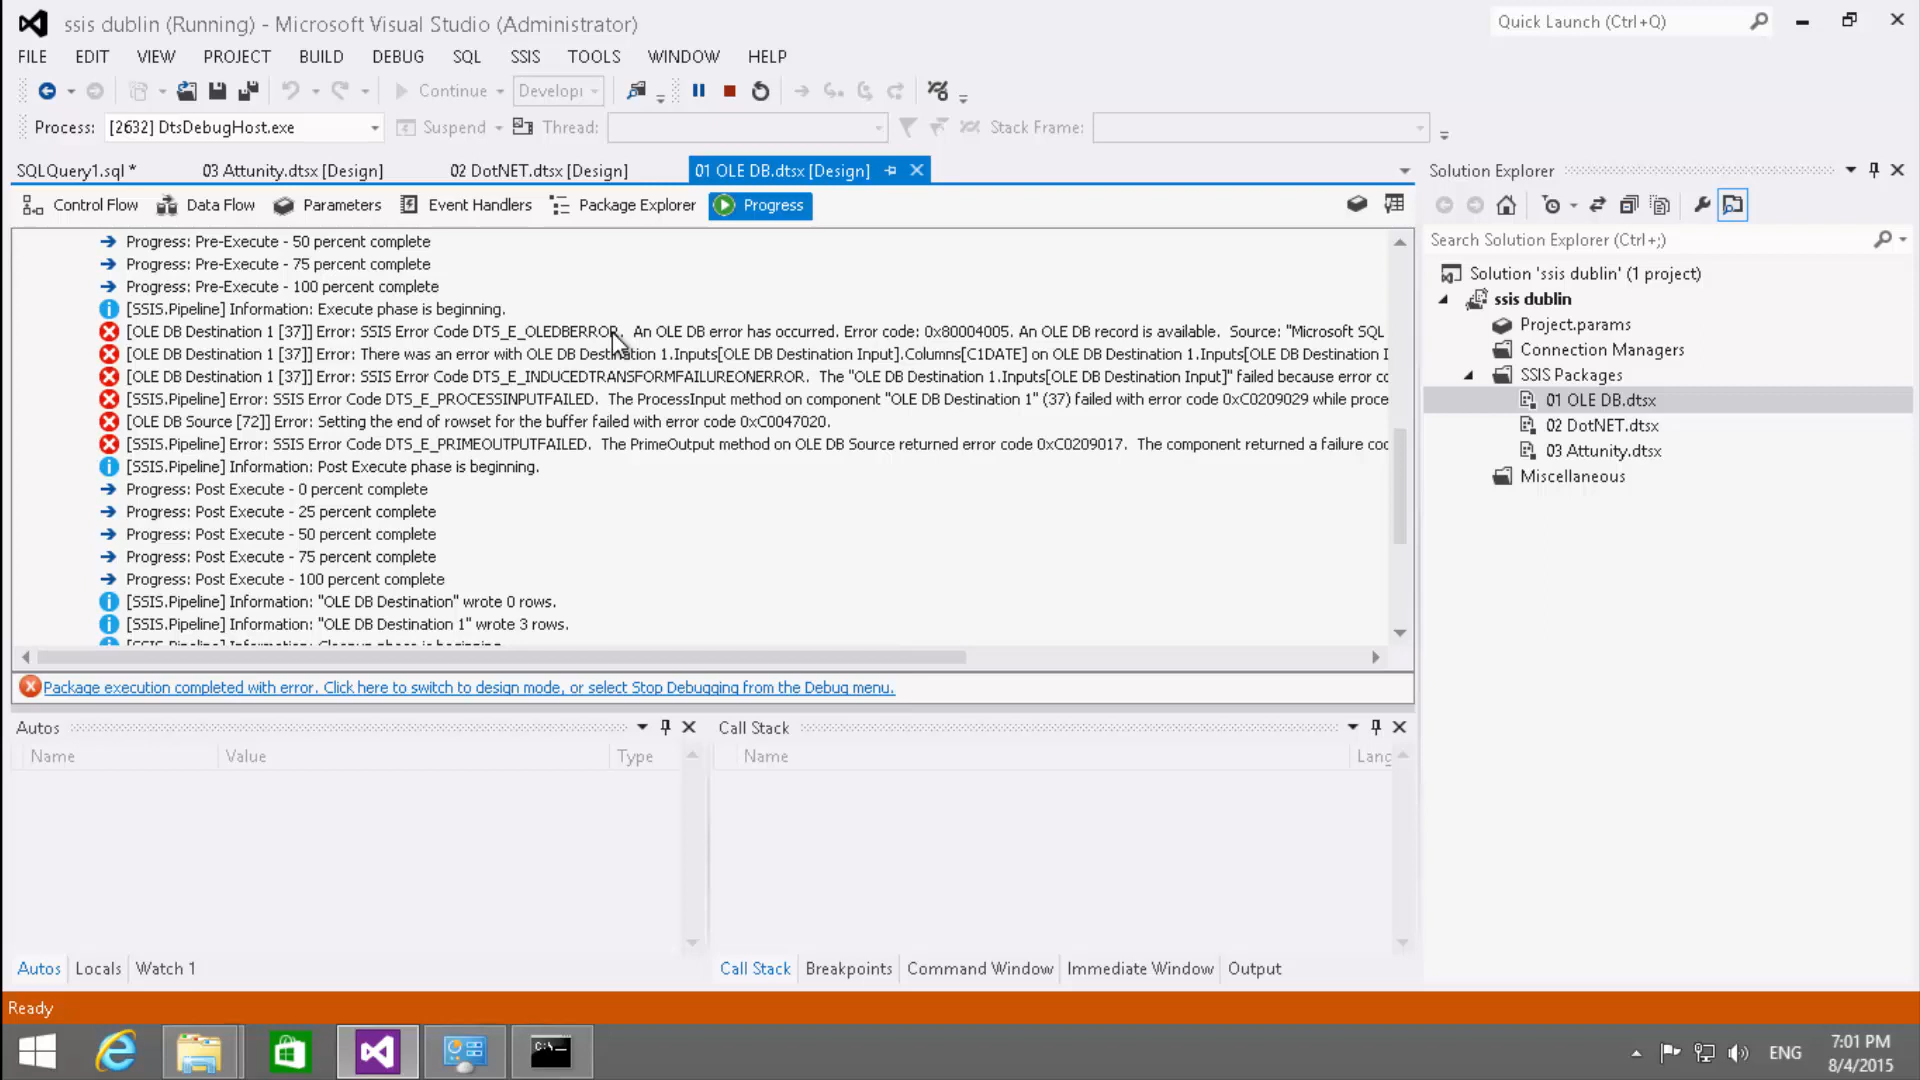 ssis dublin (Running) - Microsoft Visual Studio (Administrator)
Quick Launch (Ctrl+Q)
FILE EDIT VIEW PROJECT BUILD DEBUG SQL SSIS TOOLS WINDOW HELP
Continue Developi
Process: [2632] DtsDebugHost.exe Suspend Thread: Stack Frame:
SQLQuery1.sql * 03 Attunity.dtsx [Design] 02 DotNET.dtsx [Design] 01 OLE DB.dtsx [Design]
Control Flow Data Flow Parameters Event Handlers Package Explorer Progress
Progress: Pre-Execute - 50 percent complete
Progress: Pre-Execute - 75 percent complete
Progress: Pre-Execute - 100 percent complete
[SSIS.Pipeline] Information: Execute phase is beginning.
[OLE DB Destination 1 [37]] Error: SSIS Error Code DTS_E_OLEDBERROR. An OLE DB error has occurred. Error code: 0x80004005. An OLE DB record is available. Source: "Microsoft SQL
[OLE DB Destination 1 [37]] Error: There was an error with OLE DB Destination 1.Inputs[OLE DB Destination Input].Columns[C1DATE] on OLE DB Destination 1.Inputs[OLE DB Destination I
[OLE DB Destination 1 [37]] Error: SSIS Error Code DTS_E_INDUCEDTRANSFORMFAILUREONERROR. The "OLE DB Destination 1.Inputs[OLE DB Destination Input]" failed because error co
[SSIS.Pipeline] Error: SSIS Error Code DTS_E_PROCESSINPUTFAILED. The ProcessInput method on component "OLE DB Destination 1" (37) failed with error code 0xC0209029 while proce
[OLE DB Source [72]] Error: Setting the end of rowset for the buffer failed with error code 0xC0047020.
[SSIS.Pipeline] Error: SSIS Error Code DTS_E_PRIMEOUTPUTFAILED. The PrimeOutput method on OLE DB Source returned error code 0xC0209017. The component returned a failure coc
[SSIS.Pipeline] Information: Post Execute phase is beginning.
Progress: Post Execute - 0 percent complete
Progress: Post Execute - 25 percent complete
Progress: Post Execute - 50 percent complete
Progress: Post Execute - 75 percent complete
Progress: Post Execute - 100 percent complete
[SSIS.Pipeline] Information: "OLE DB Destination" wrote 0 rows.
[SSIS.Pipeline] Information: "OLE DB Destination 1" wrote 3 rows.
[SSIS.Pipeline] Information: Cleanup phase is beginning.
Package execution completed with error. Click here to switch to design mode, or select Stop Debugging from the Debug menu.
Solution Explorer
Search Solution Explorer (Ctrl+;)
Solution 'ssis dublin' (1 project)
ssis dublin
Project.params
Connection Managers
SSIS Packages
01 OLE DB.dtsx
02 DotNET.dtsx
03 Attunity.dtsx
Miscellaneous
Autos
Name Value Type
Call Stack
Name Lang
Autos Locals Watch 1
Call Stack Breakpoints Command Window Immediate Window Output
Ready
C:\
ENG
7:01 PM
8/4/2015